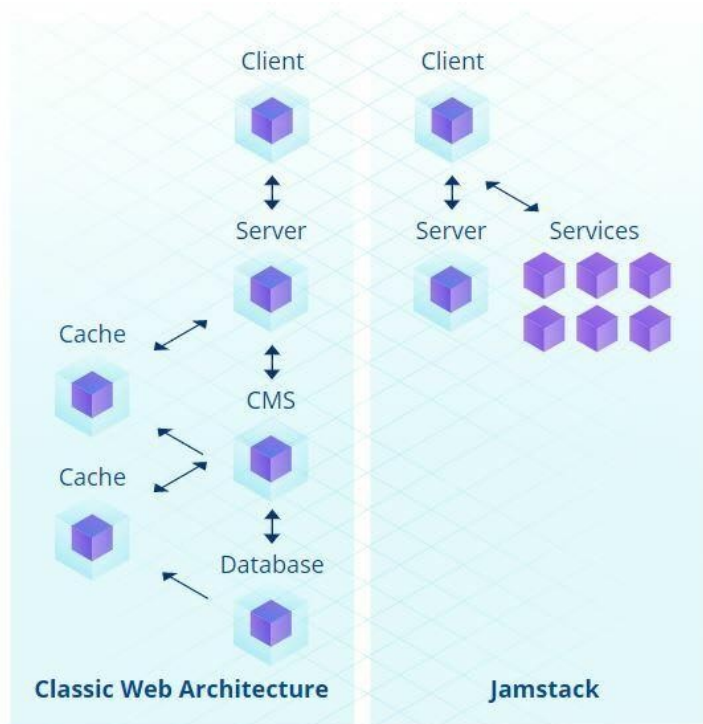 Client
Server
Cache
CMS
Cache
Database
Classic Web Architecture
Client
Server
Services
Jamstack